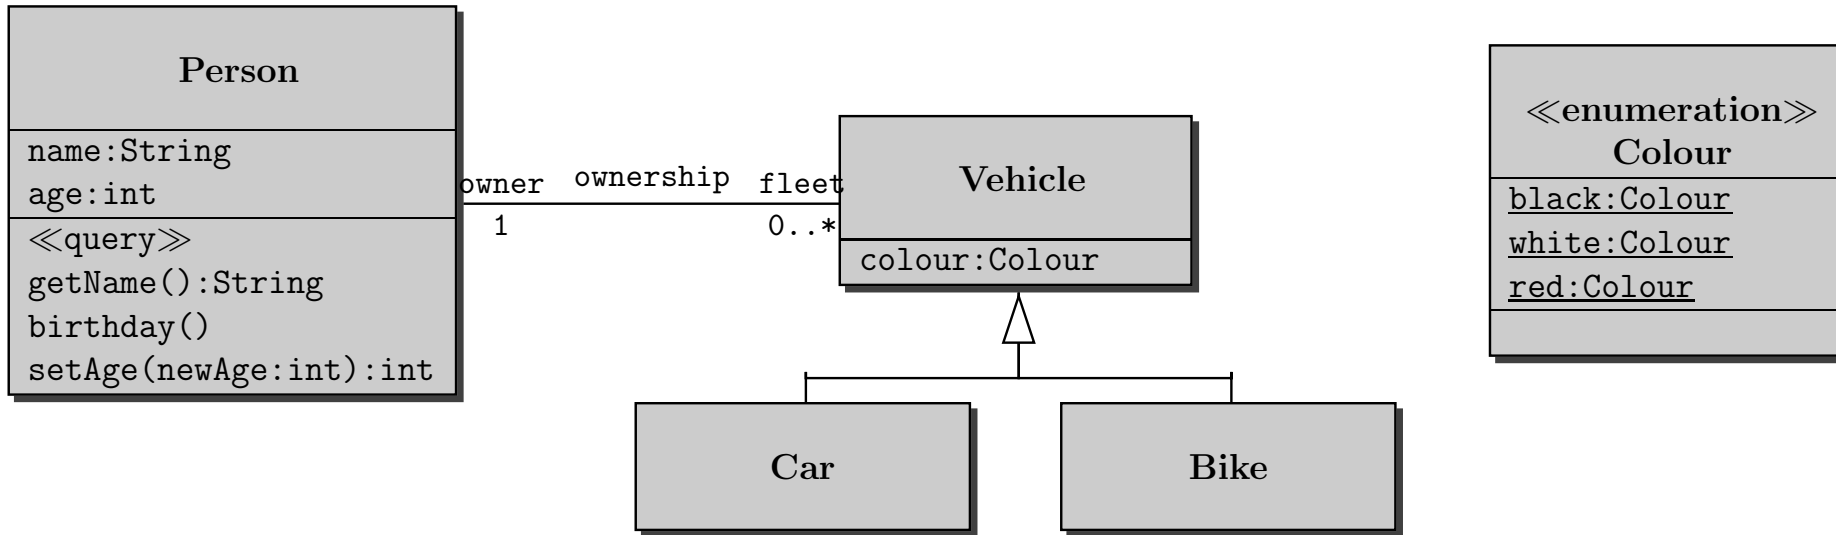 Person
name:String
age:int
≪query≫
getName():String
birthday()
setAge(newAge:int):int
owner
ownership
fleet
1
0..*
Vehicle
colour:Colour
Car
Bike
≪enumeration≫
Colour
black:Colour
white:Colour
red:Colour